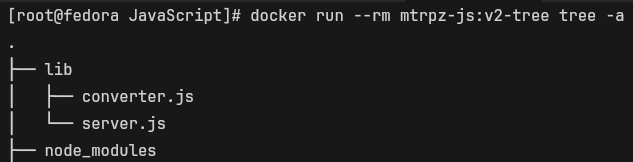 [root@fedora JavaScript]# docker run --rm mtrpz-js:v2-tree tree -a
.
├── lib
│   ├── converter.js
│   └── server.js
├── node_modules